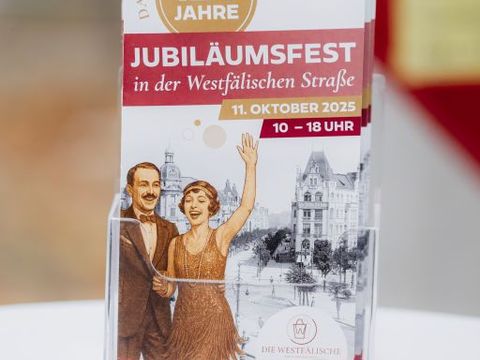 JAHRE
JUBILÄUMSFEST
in der Westfälischen Straße
11. OKTOBER 2025
10 – 18 UHR
DIE WESTFÄLISCHE